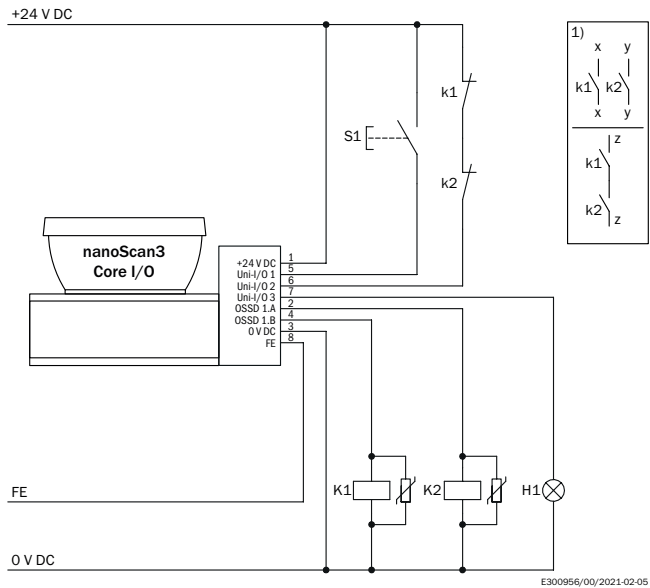 +24 V DC
1)
x y
k1 k2
x y
z
k1
k2
z
k1
S1
k2
nanoScan3
Core I/O
+24 V DC 1
Uni-I/O 1 5
Uni-I/O 2 6
Uni-I/O 3 7
OSSD 1.A 2
OSSD 1.B 4
0 V DC 3
FE 8
K1 K2 H1
FE
0 V DC
E300956/00/2021-02-05